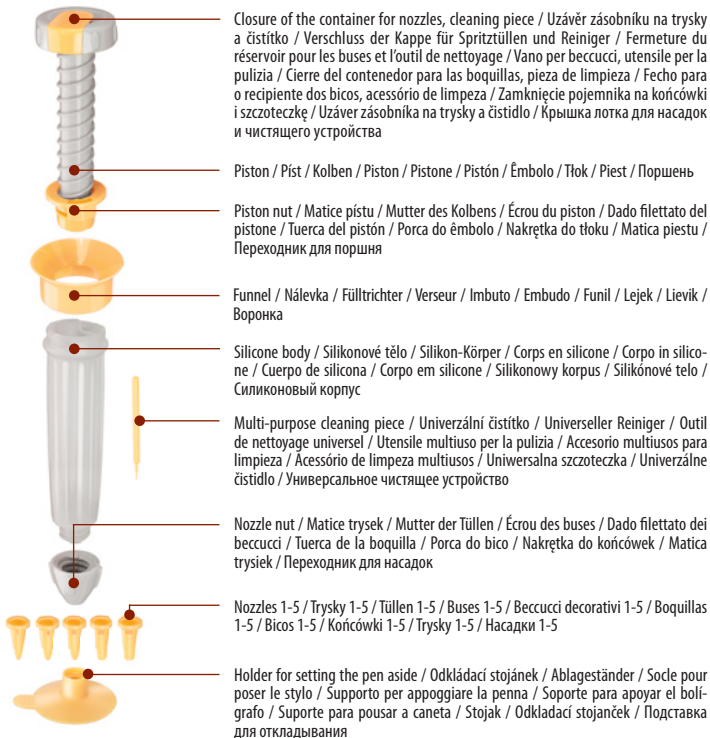 Closure of the container for nozzles, cleaning piece / Uzávěr zásobníku na trysky
a čistítko / Verschluss der Kappe für Spritztüllen und Reiniger / Fermeture du
réservoir pour les buses et l'outil de nettoyage / Vano per beccucci, utensile per la
pulizia / Cierre del contenedor para las boquillas, pieza de limpieza / Fecho para
o recipiente dos bicos, acessório de limpeza / Zamknięcie pojemnika na końcówki
i szczoteczkę / Uzáver zásobníka na trysky a čistidlo / Крышка лотка для насадок
и чистящего устройства
Piston / Píst / Kolben / Piston / Pistone / Pistón / Êmbolo / Tłok / Piest / Поршень
Piston nut / Matice pístu / Mutter des Kolbens / Écrou du piston / Dado filettato del
pistone / Tuerca del pistón / Porca do êmbolo / Nakrętka do tłoku / Matica piestu /
Переходник для поршня
Funnel / Nálevka / Fülltrichter / Verseur / Imbuto / Embudo / Funil / Lejek / Lievik /
Воронка
Silicone body / Silikonové tělo / Silikon-Körper / Corps en silicone / Corpo in silico-
ne / Cuerpo de silicona / Corpo em silicone / Silikonowy korpus / Silikónové telo /
Силиконовый корпус
Multi-purpose cleaning piece / Univerzální čistítko / Universeller Reiniger / Outil
de nettoyage universel / Utensile multiuso per la pulizia / Accesorio multiusos para
limpieza / Acessório de limpeza multiusos / Uniwersalna szczoteczka / Univerzálne
čistidlo / Универсальное чистящее устройство
Nozzle nut / Matice trysek / Mutter der Tüllen / Écrou des buses / Dado filettato dei
beccucci / Tuerca de la boquilla / Porca do bico / Nakrętka do końcówek / Matica
trysiek / Переходник для насадок
Nozzles 1-5 / Trysky 1-5 / Tüllen 1-5 / Buses 1-5 / Beccucci decorativi 1-5 / Boquillas
1-5 / Bicos 1-5 / Końcówki 1-5 / Trysky 1-5 / Насадки 1-5
Holder for setting the pen aside / Odkládací stojánek / Ablageständer / Socle pour
poser le stylo / Supporto per appoggiare la penna / Soporte para apoyar el bolí-
grafo / Suporte para pousar a caneta / Stojak / Odkladací stojanček / Подставка
для откладывания